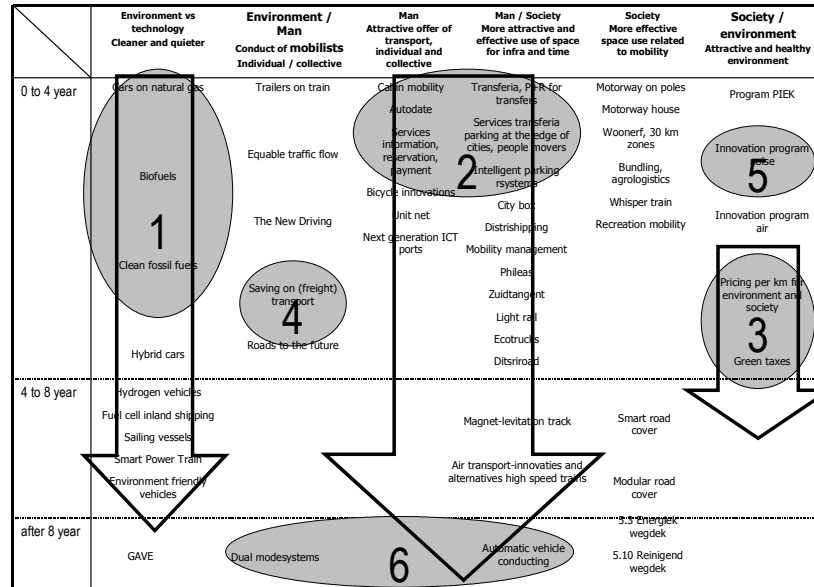 Environment vs
technology
Cleaner and quieter
Environment /
Man
Conduct of mobilists
Individual / collective
Man
Attractive offer of
transport,
individual and
collective
Man / Society
More attractive and
effective use of space
for infra and time
Society
More effective
space use related
to mobility
Society /
environment
Attractive and healthy
environment
0 to 4 year
Cars on natural gas
Biofuels
1
Clean fossil fuels
Hybrid cars
Trailers on train
Equable traffic flow
The New Driving
Saving on (freight)
transport
4
Roads to the future
Cabin mobility
Autodate
Services
information,
reservation,
payment
Bicycle innovations
Unit net
Next generation ICT
ports
2
Transferia, P+R for
transfers
Services transferia
parking at the edge of
cities, people movers
Intelligent parking
rsystems
City box
Distrishipping
Mobility management
Phileas
Zuidtangent
Light rail
Ecotrucks
Ditsriroad
Motorway on poles
Motorway house
Woonerf, 30 km
zones
Bundling,
agrologistics
Whisper train
Recreation mobility
Program PIEK
Innovation program
noise
5
Innovation program
air
Pricing per km for
environment and
society
3
Green taxes
4 to 8 year
Hydrogen vehicles
Fuel cell inland shipping
Sailing vessels
Smart Power Train
Environment friendly
vehicles
Magnet-levitation track
Air transport-innovaties and
alternatives high speed trains
Smart road
cover
Modular road
cover
after 8 year
GAVE
Dual modesystems
6
Automatic vehicle
conducting
5.5 Energiek
wegdek
5.10 Reinigend
wegdek